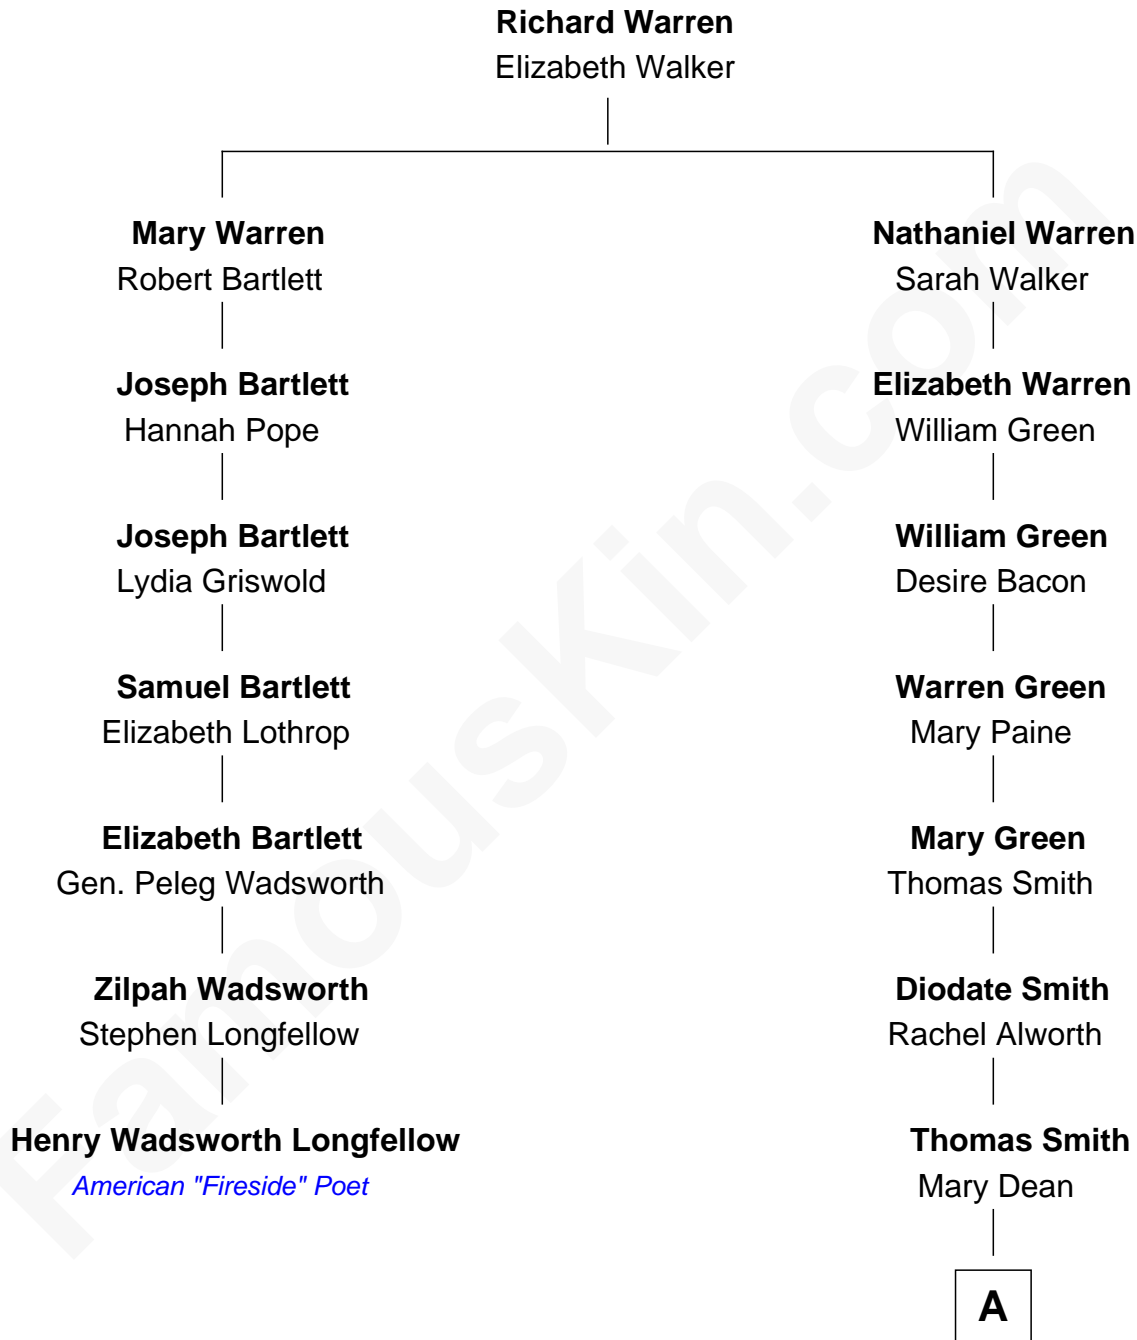 Richard Warren
Elizabeth Walker
Mary Warren
Robert Bartlett
Nathaniel Warren
Sarah Walker
Joseph Bartlett
Hannah Pope
Elizabeth Warren
William Green
Joseph Bartlett
Lydia Griswold
William Green
Desire Bacon
Samuel Bartlett
Elizabeth Lothrop
Warren Green
Mary Paine
Elizabeth Bartlett
Gen. Peleg Wadsworth
Mary Green
Thomas Smith
Zilpah Wadsworth
Stephen Longfellow
Diodate Smith
Rachel Alworth
Henry Wadsworth Longfellow
American "Fireside" Poet
Thomas Smith
Mary Dean
A
FamousKin.com